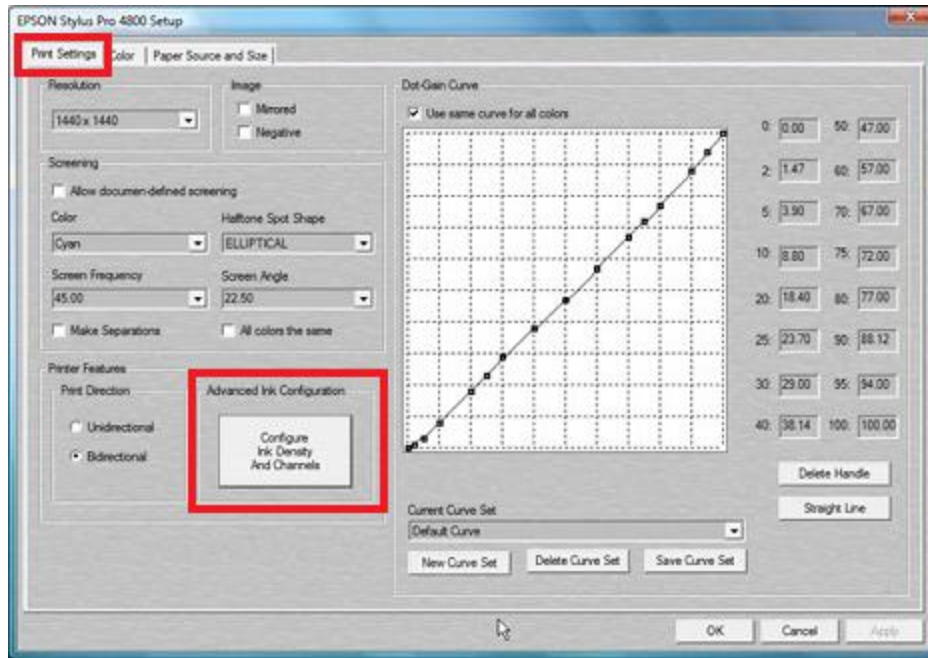 EPSON Stylus Pro 4800 Setup
Print Settings Color Paper Source and Size
Resolution
1440 x 1440
Image
Mirrored
Negative
Screening
Allow documen-defined screening
Color
Cyan
Halftone Spot Shape
ELLIPTICAL
Screen Frequency
45.00
Screen Angle
22.50
Make Separations
All colors the same
Printer Features
Print Direction
Unidirectional
Bidirectional
Advanced Ink Configuration
Configure
Ink Density
And Channels
Dot-Gain Curve
Use same curve for all colors
0: 0.00 50: 47.00
2: 1.47 60: 57.00
5: 3.90 70: 67.00
10: 8.80 75: 72.00
20: 18.40 80: 77.00
25: 23.70 90: 88.12
30: 29.00 95: 94.00
40: 38.14 100: 100.00
Delete Handle
Straight Line
Current Curve Set
Default Curve
New Curve Set Delete Curve Set Save Curve Set
OK Cancel Apply